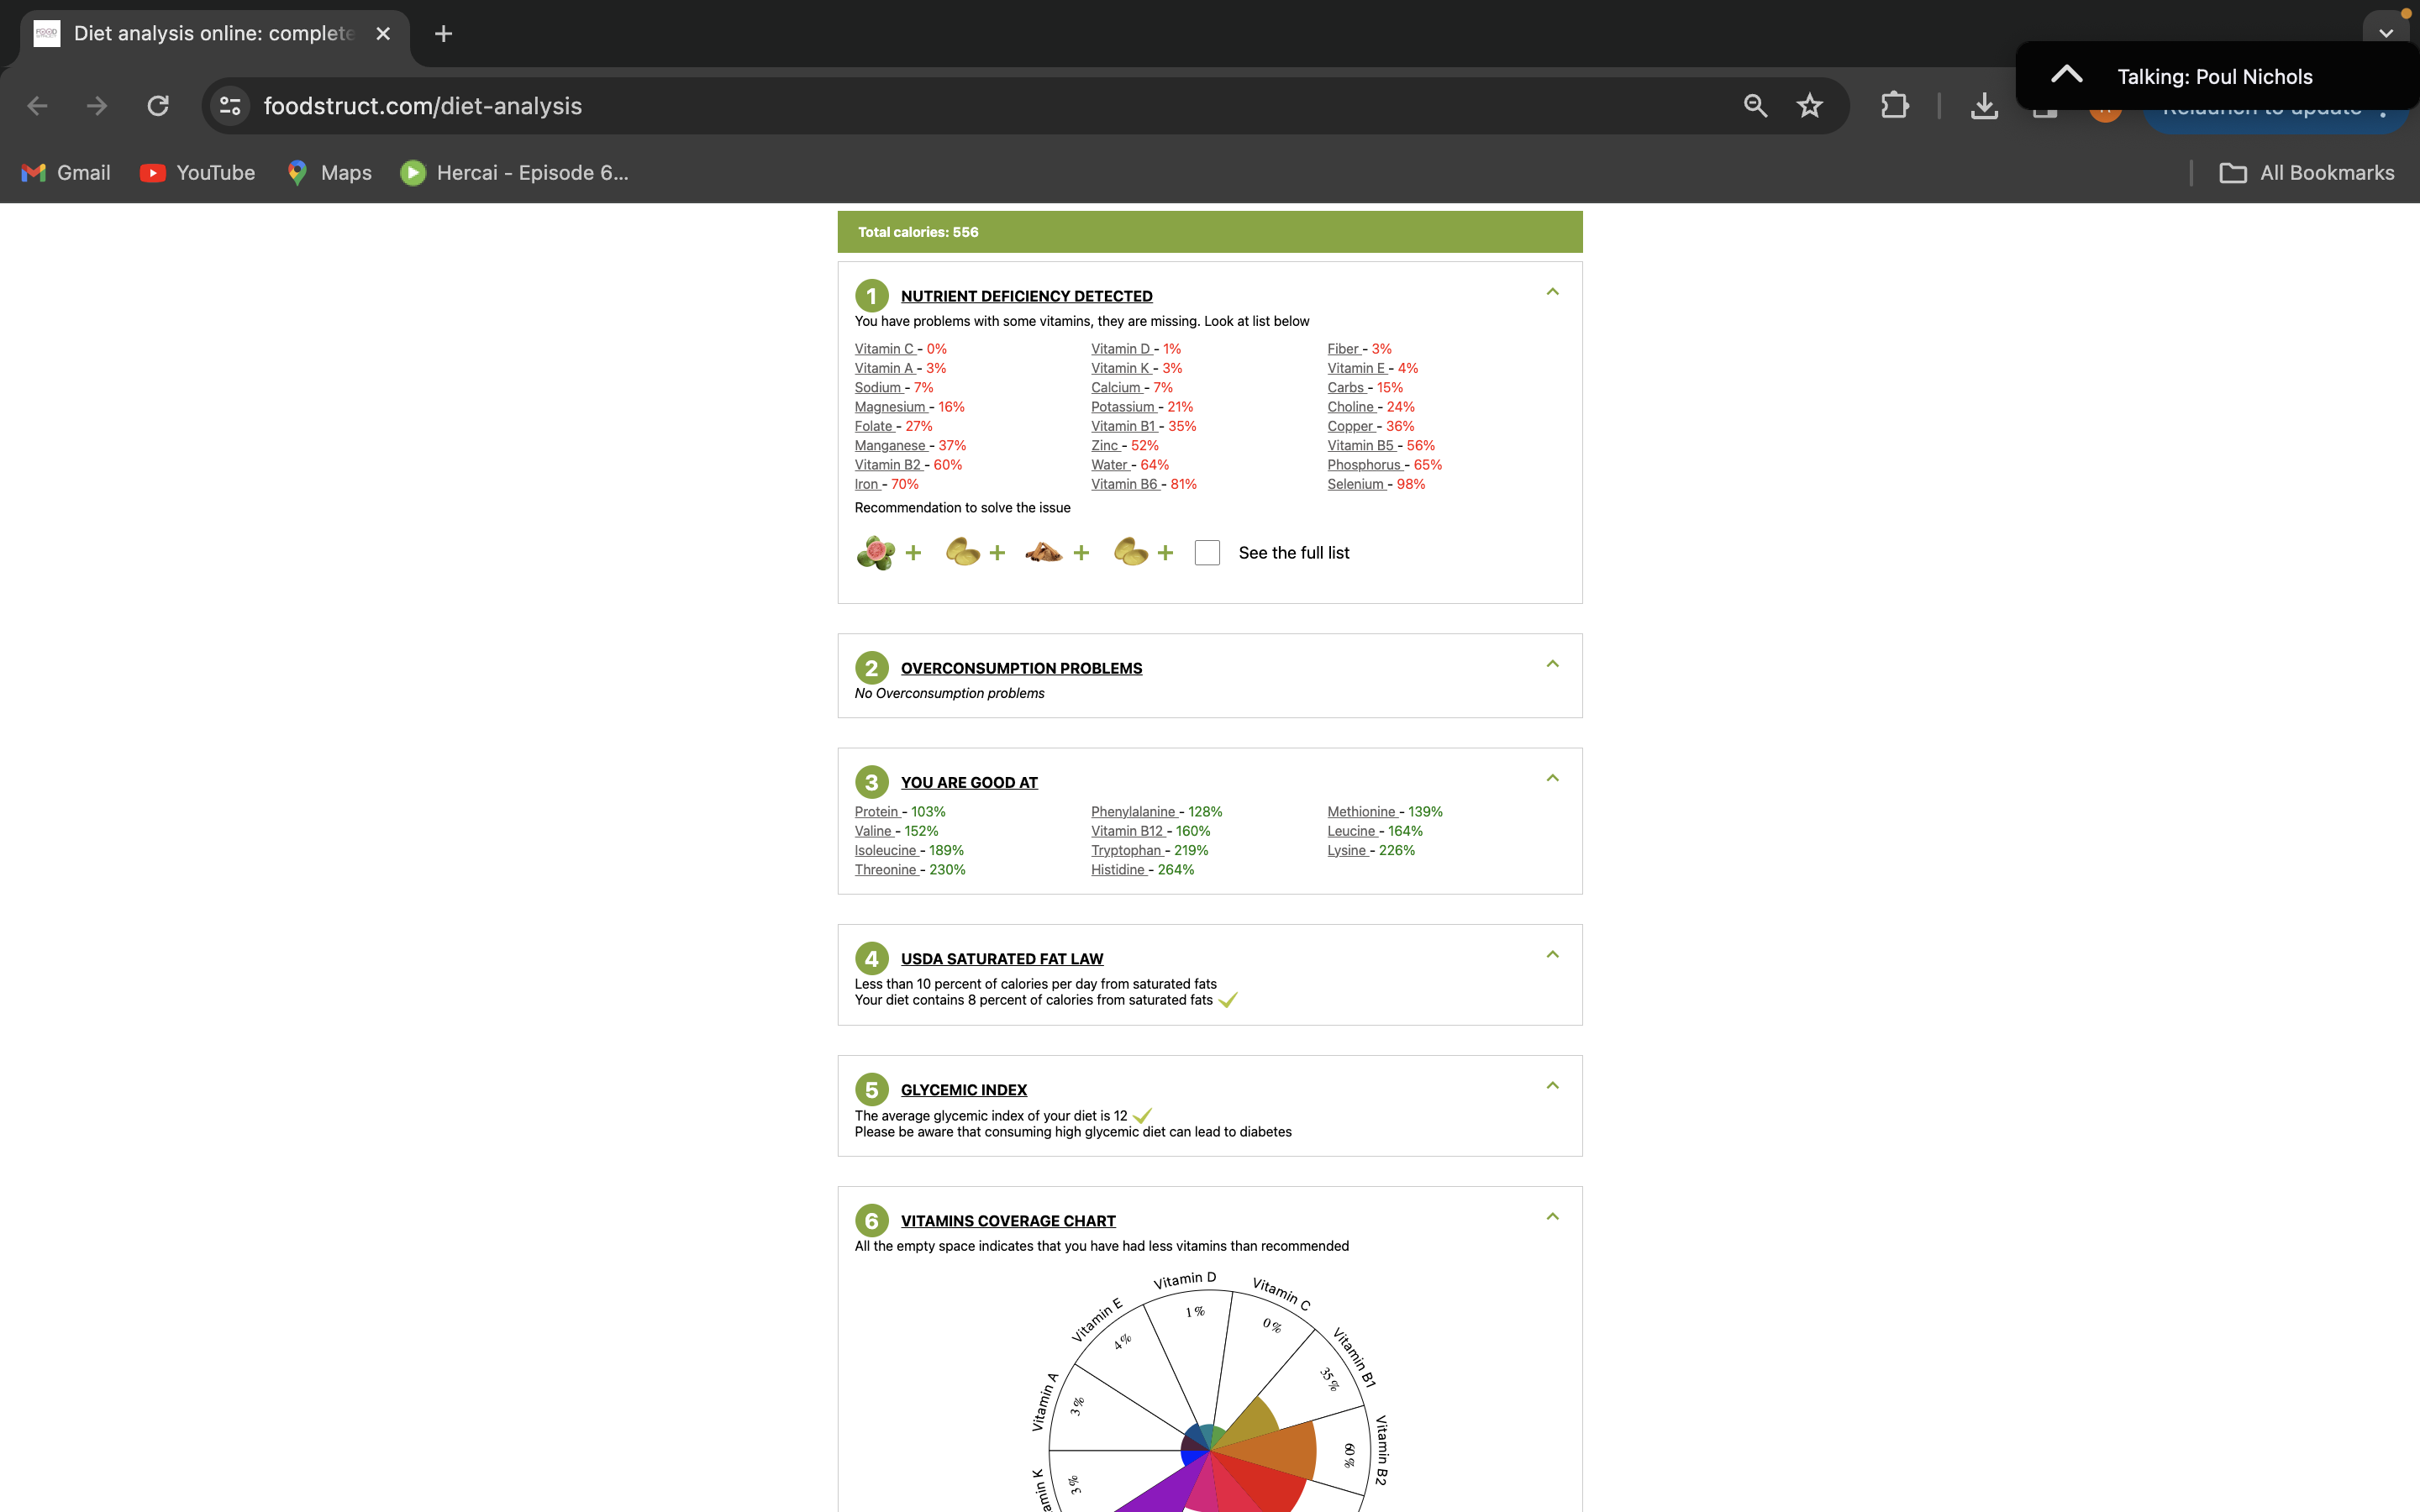 Diet analysis online: complete
Talking: Poul Nichols
foodstruct.com/diet-analysis
Relaunch to update
Gmail
YouTube
Maps
Hercai - Episode 6...
All Bookmarks
Total calories: 556
1 NUTRIENT DEFICIENCY DETECTED
You have problems with some vitamins, they are missing. Look at list below
Vitamin C - 0% Vitamin D - 1% Fiber - 3%
Vitamin A - 3% Vitamin K - 3% Vitamin E - 4%
Sodium - 7% Calcium - 7% Carbs - 15%
Magnesium - 16% Potassium - 21% Choline - 24%
Folate - 27% Vitamin B1 - 35% Copper - 36%
Manganese - 37% Zinc - 52% Vitamin B5 - 56%
Vitamin B2 - 60% Water - 64% Phosphorus - 65%
Iron - 70% Vitamin B6 - 81% Selenium - 98%
Recommendation to solve the issue
+ + + + See the full list
2 OVERCONSUMPTION PROBLEMS
No Overconsumption problems
3 YOU ARE GOOD AT
Protein - 103% Phenylalanine - 128% Methionine - 139%
Valine - 152% Vitamin B12 - 160% Leucine - 164%
Isoleucine - 189% Tryptophan - 219% Lysine - 226%
Threonine - 230% Histidine - 264%
4 USDA SATURATED FAT LAW
Less than 10 percent of calories per day from saturated fats
Your diet contains 8 percent of calories from saturated fats
5 GLYCEMIC INDEX
The average glycemic index of your diet is 12
Please be aware that consuming high glycemic diet can lead to diabetes
6 VITAMINS COVERAGE CHART
All the empty space indicates that you have had less vitamins than recommended
Vitamin D
1%
Vitamin C
0%
Vitamin E
4%
Vitamin B1
35%
Vitamin A
3%
Vitamin B2
60%
amin K
3%